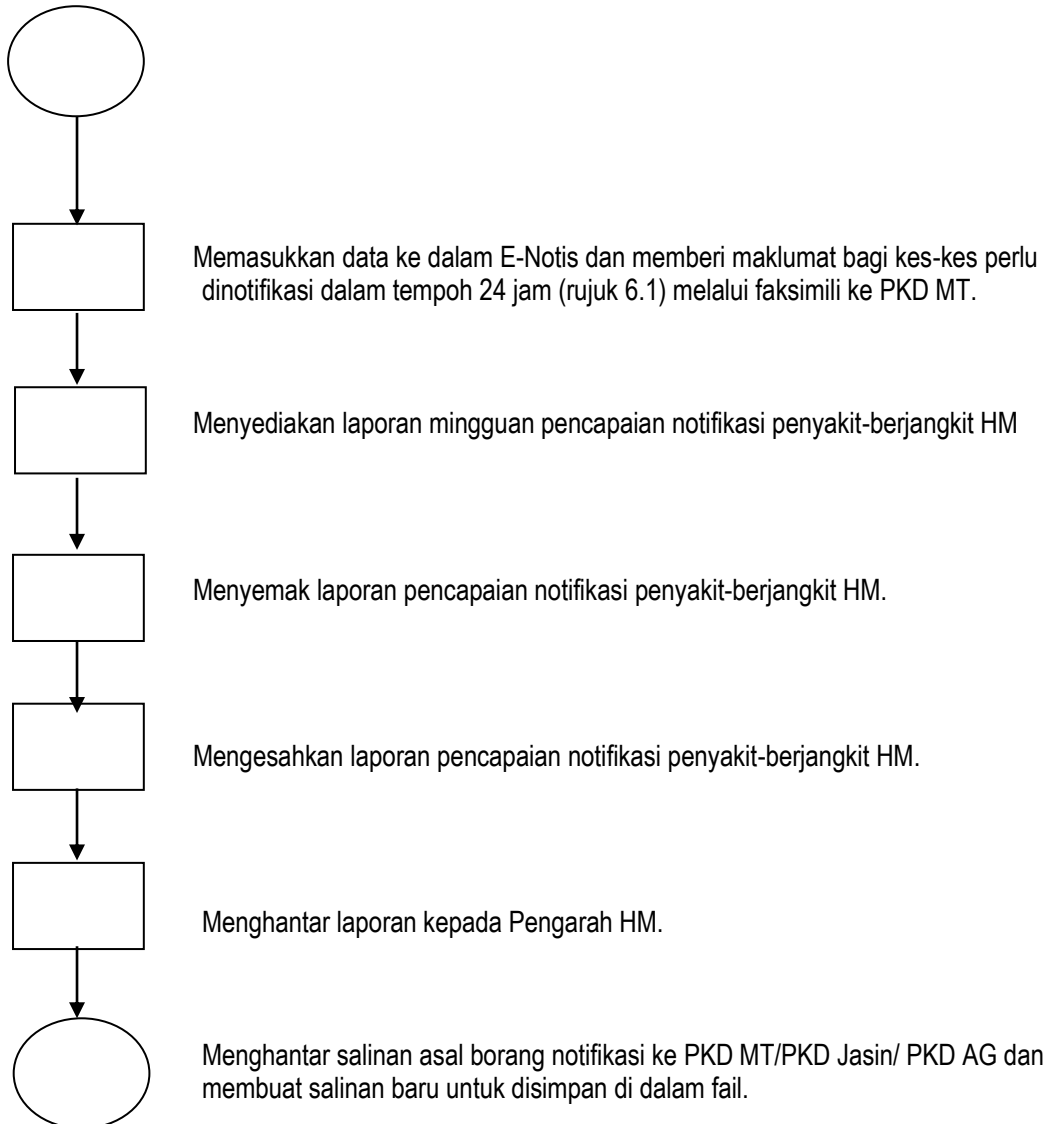 Memasukkan data ke dalam E-Notis dan memberi maklumat bagi kes-kes perlu
dinotifikasi dalam tempoh 24 jam (rujuk 6.1) melalui faksimili ke PKD MT.
Menyediakan laporan mingguan pencapaian notifikasi penyakit-berjangkit HM
Menyemak laporan pencapaian notifikasi penyakit-berjangkit HM.
Mengesahkan laporan pencapaian notifikasi penyakit-berjangkit HM.
Menghantar laporan kepada Pengarah HM.
Menghantar salinan asal borang notifikasi ke PKD MT/PKD Jasin/ PKD AG dan
membuat salinan baru untuk disimpan di dalam fail.